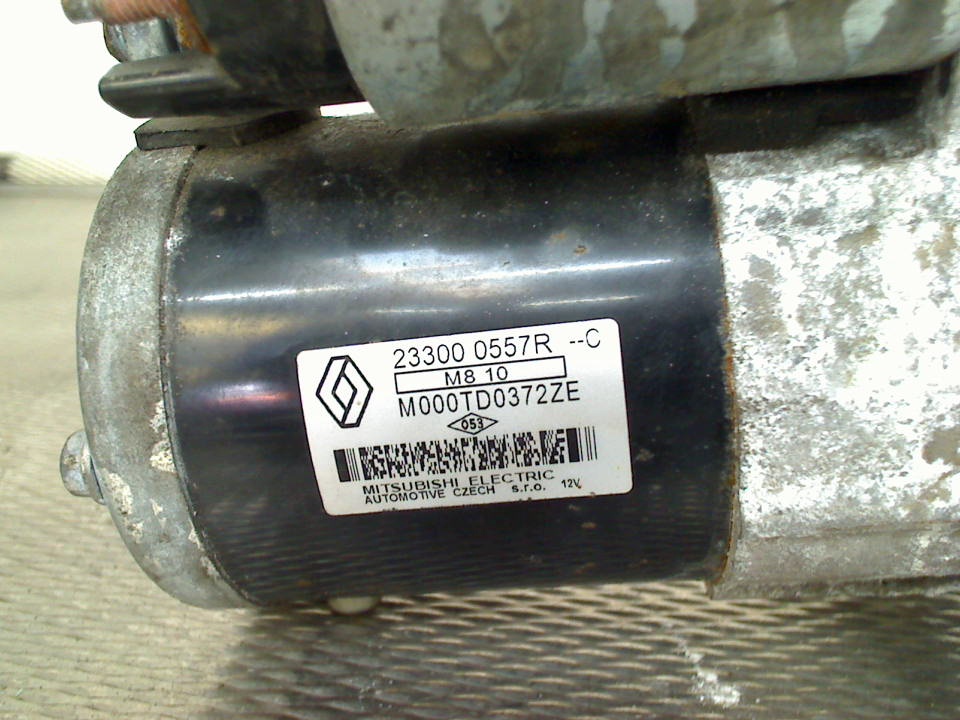 23300 0557R --C
M8 10
M000TD0372ZE
053
MITSUBISHI ELECTRIC
AUTOMOTIVE CZECH s.r.o. 12V